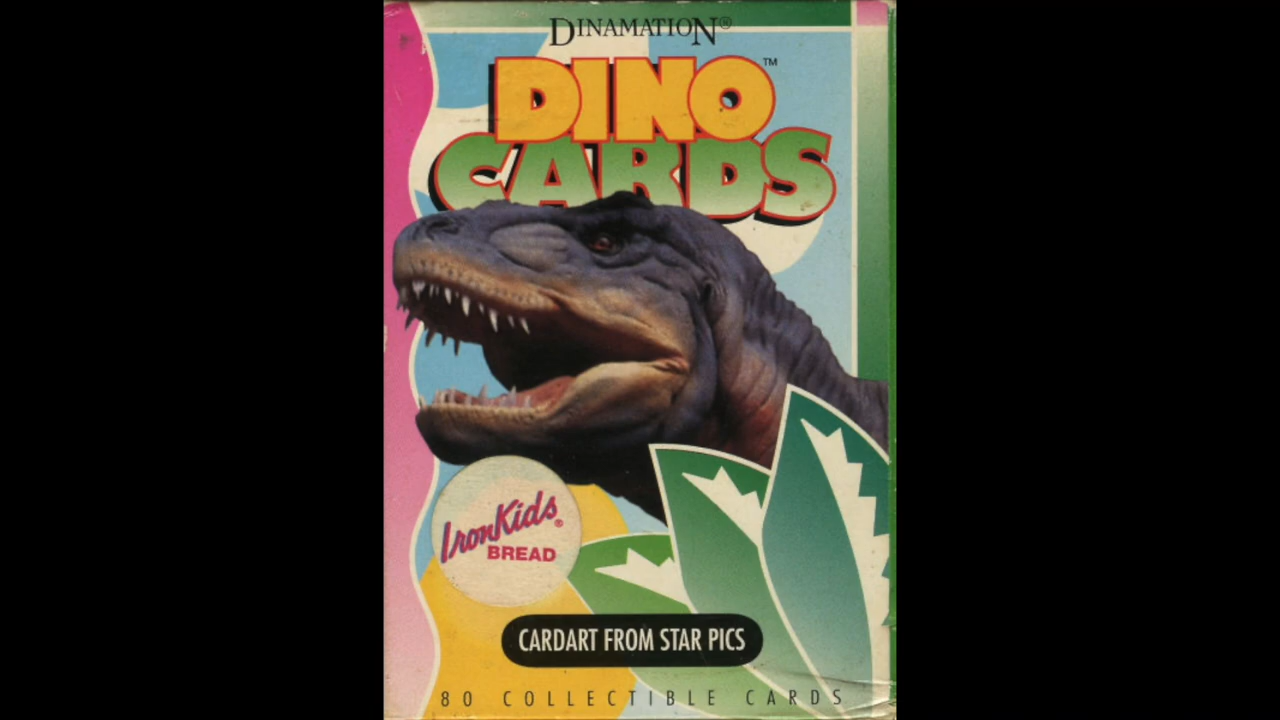 DINAMATION®
DINO™
CARDS
IronKids®
BREAD
CARDART FROM STAR PICS
80 COLLECTIBLE CARDS